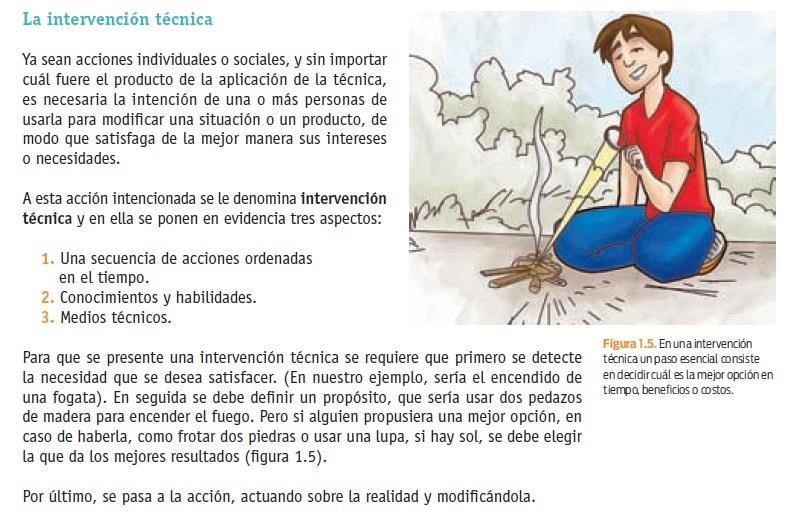 La intervención técnica
Ya sean acciones individuales o sociales, y sin importar
cuál fuere el producto de la aplicación de la técnica,
es necesaria la intención de una o más personas de
usarla para modificar una situación o un producto, de
modo que satisfaga de la mejor manera sus intereses
o necesidades.
A esta acción intencionada se le denomina intervención
técnica y en ella se ponen en evidencia tres aspectos:
1. Una secuencia de acciones ordenadas
en el tiempo.
2. Conocimientos y habilidades.
3. Medios técnicos.
Para que se presente una intervención técnica se requiere que primero se detecte
la necesidad que se desea satisfacer. (En nuestro ejemplo, sería el encendido de
una fogata). En seguida se debe definir un propósito, que sería usar dos pedazos
de madera para encender el fuego. Pero si alguien propusiera una mejor opción, en
caso de haberla, como frotar dos piedras o usar una lupa, si hay sol, se debe elegir
la que da los mejores resultados (figura 1.5).
Por último, se pasa a la acción, actuando sobre la realidad y modificándola.
Figura 1.5. En una intervención
técnica un paso esencial consiste
en decidir cuál es la mejor opción en
tiempo, beneficios o costos.